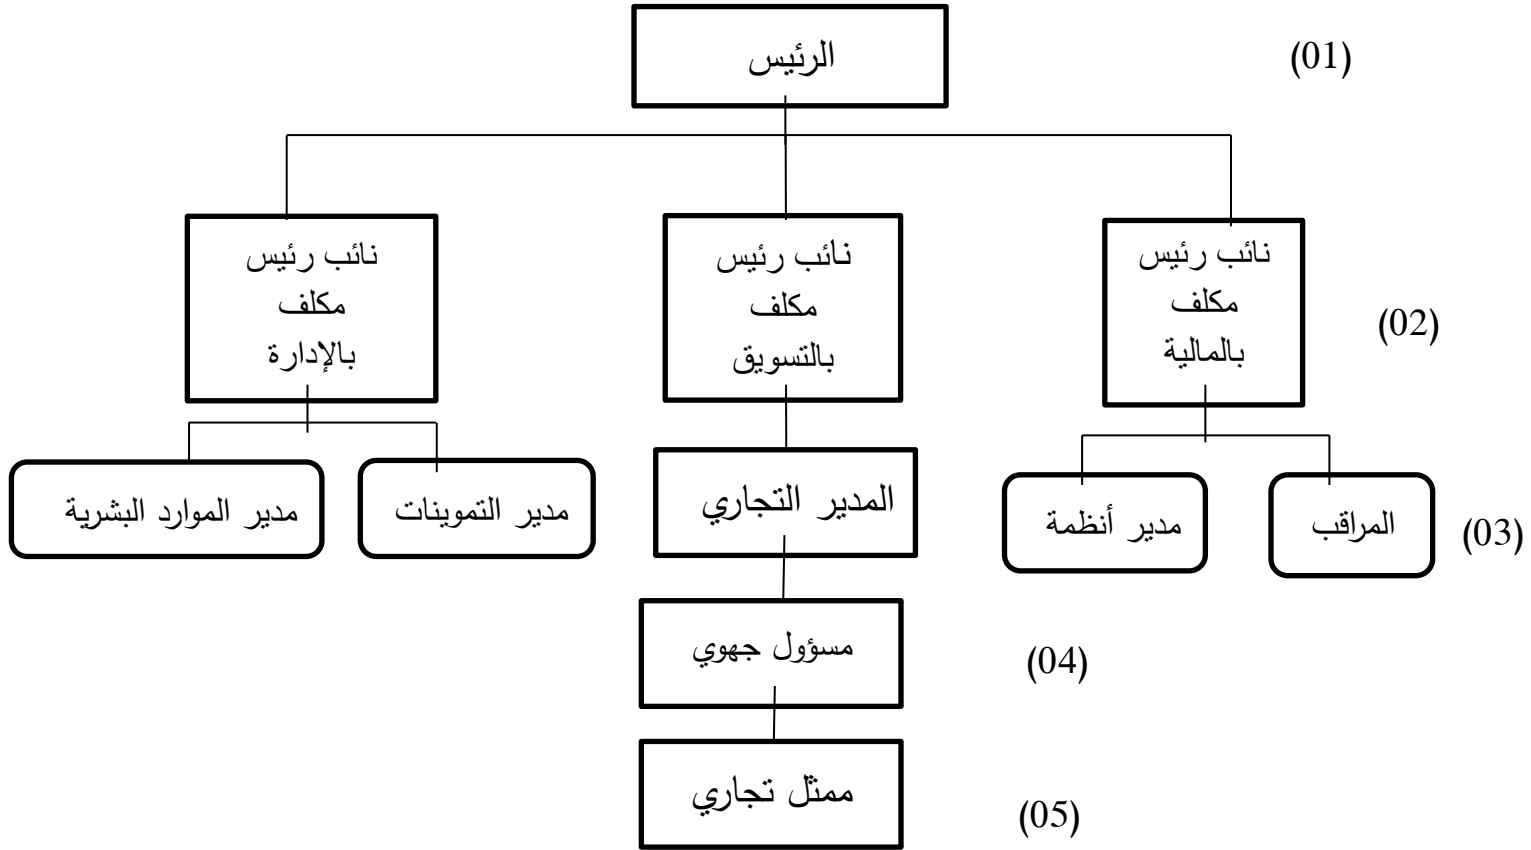 الرئيس
(01)
نائب رئيس
مكلف
بالمالية
نائب رئيس
مكلف
بالتسويق
نائب رئيس
مكلف
بالإدارة
(02)
المراقب
مدير أنظمة
المدير التجاري
مدير التموينات
مدير الموارد البشرية
(03)
مسؤول جهوي
(04)
ممثل تجاري
(05)